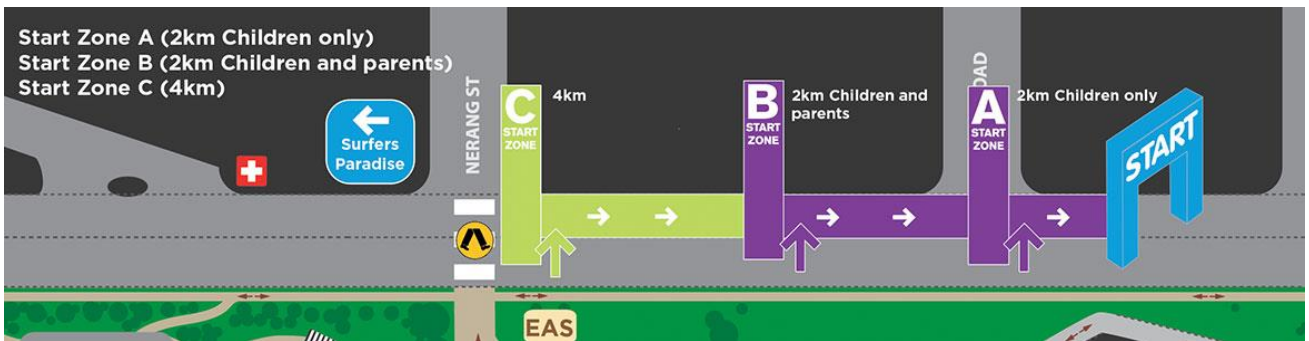 Start Zone A (2km Children only)
Start Zone B (2km Children and parents)
Start Zone C (4km)
Surfers
Paradise
NERANG ST
C
START
ZONE
4km
B
START
ZONE
2km Children and
parents
OAD
A
START
ZONE
2km Children only
START
EAS